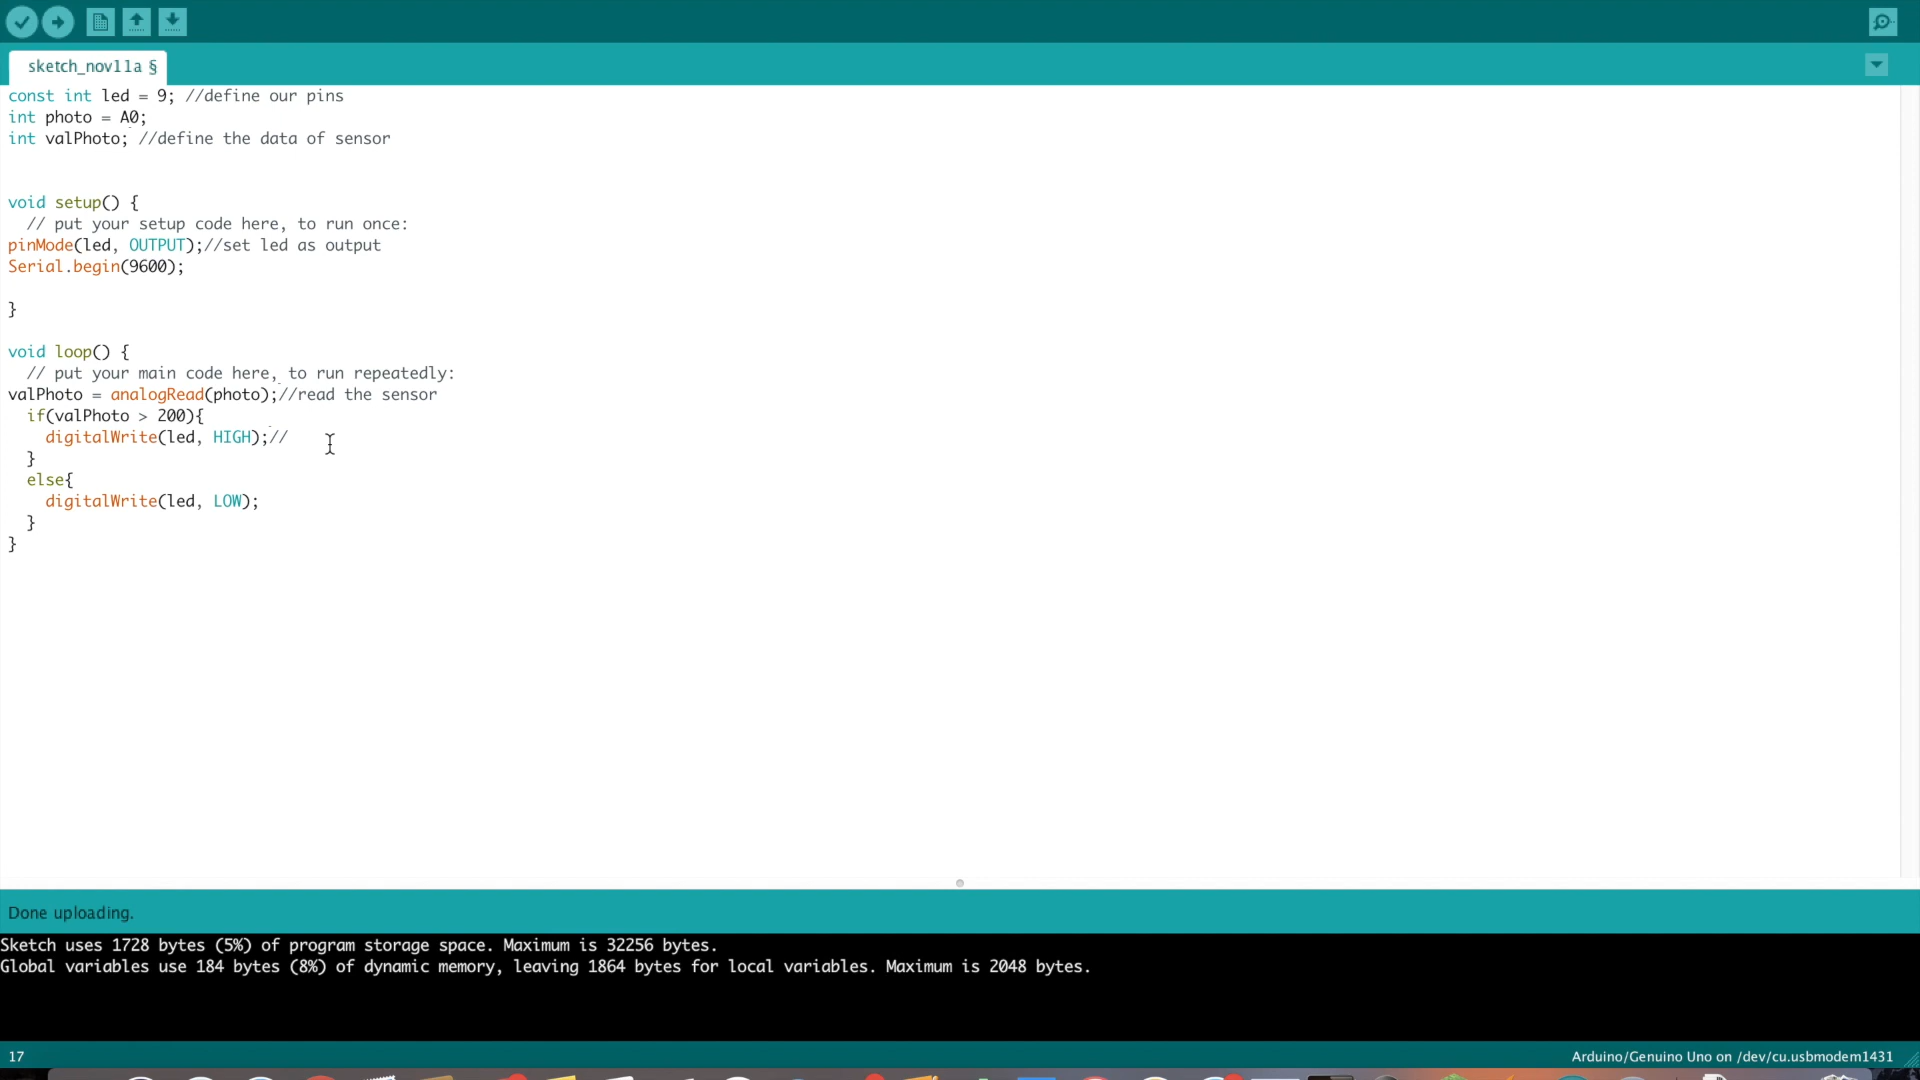 sketch_nov11a §
const int led = 9; //define our pins
int photo = A0;
int valPhoto; //define the data of sensor
void setup() {
// put your setup code here, to run once:
pinMode(led, OUTPUT);//set led as output
Serial.begin(9600);
}
void loop() {
// put your main code here, to run repeatedly:
valPhoto = analogRead(photo);//read the sensor
if(valPhoto > 200){
digitalWrite(led, HIGH);//
}
else{
digitalWrite(led, LOW);
}
}
Done uploading.
Sketch uses 1728 bytes (5%) of program storage space. Maximum is 32256 bytes.
Global variables use 184 bytes (8%) of dynamic memory, leaving 1864 bytes for local variables. Maximum is 2048 bytes.
17
Arduino/Genuino Uno on /dev/cu.usbmodem1431